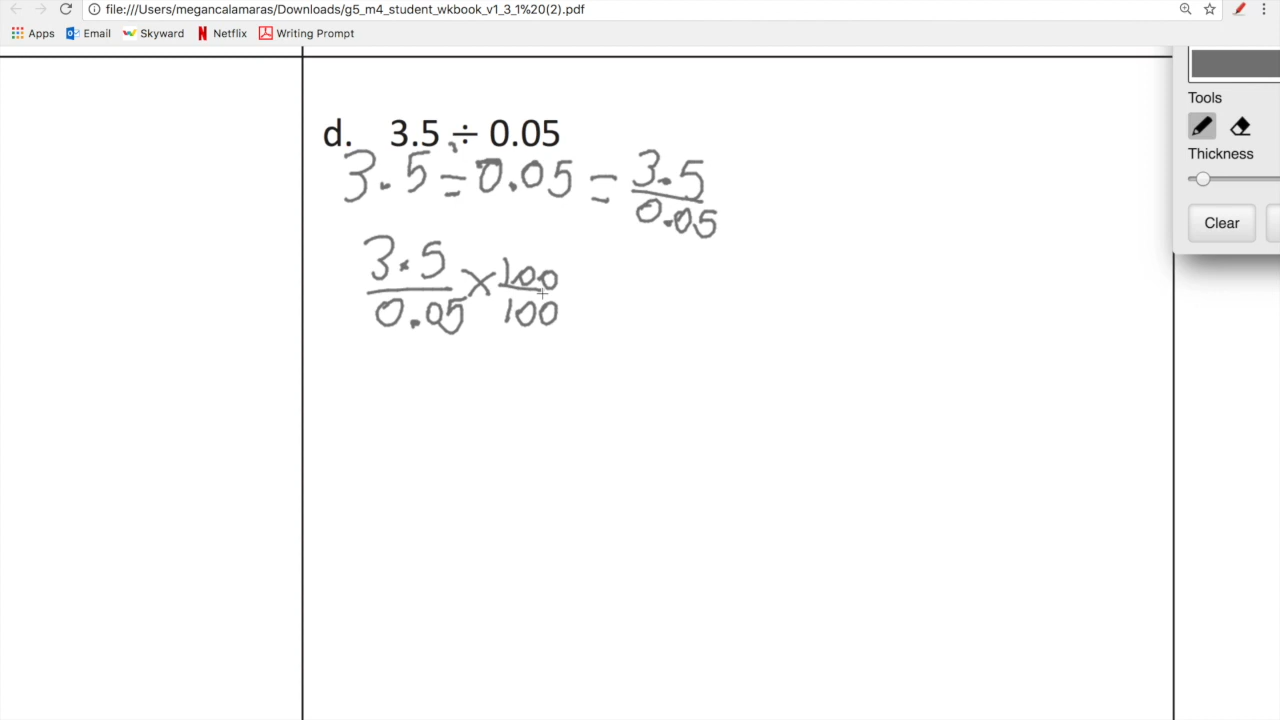 file:///Users/megancalamaras/Downloads/g5_m4_student_wkbook_v1_3_1%20(2).pdf
Apps Email Skyward Netflix Writing Prompt
Tools
Thickness
Clear
d. 3.5 ÷ 0.05
3.5 ÷ 0.05 = 3.5/0.05
3.5/0.05 × 100/100